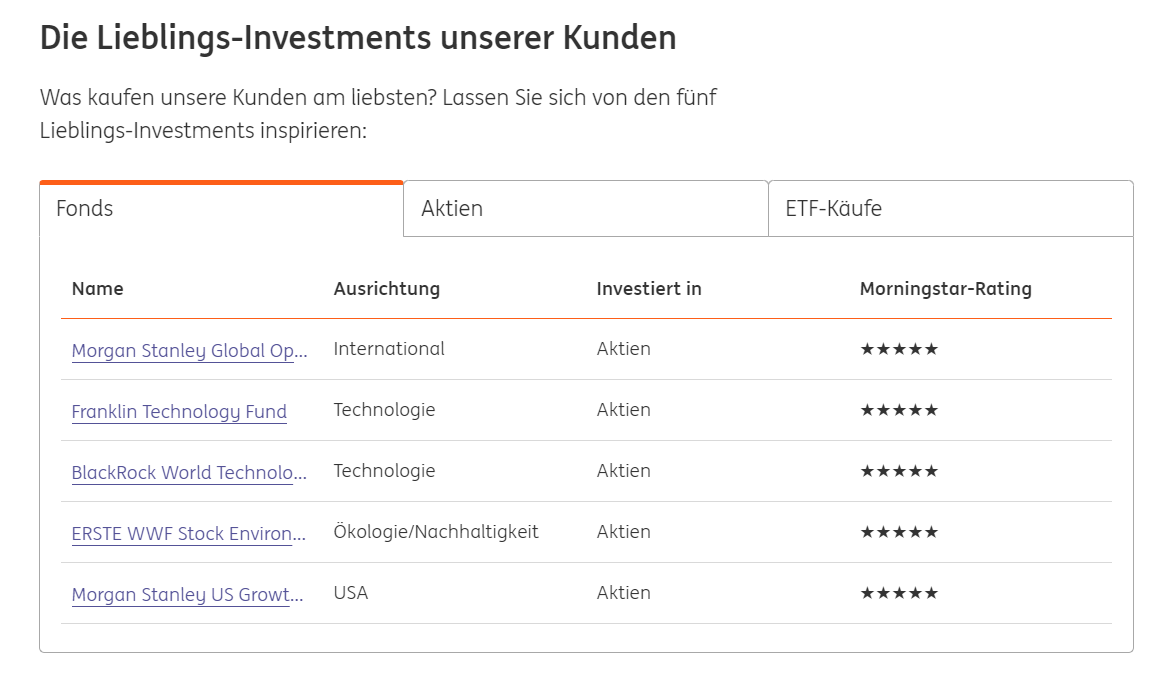 Die Lieblings-Investments unserer Kunden
Was kaufen unsere Kunden am liebsten? Lassen Sie sich von den fünf
Lieblings-Investments inspirieren:
Fonds Aktien ETF-Käufe
Name Ausrichtung Investiert in Morningstar-Rating
Morgan Stanley Global Op... International Aktien ★★★★★
Franklin Technology Fund Technologie Aktien ★★★★★
BlackRock World Technolo... Technologie Aktien ★★★★★
ERSTE WWF Stock Environ... Ökologie/Nachhaltigkeit Aktien ★★★★★
Morgan Stanley US Growt... USA Aktien ★★★★★